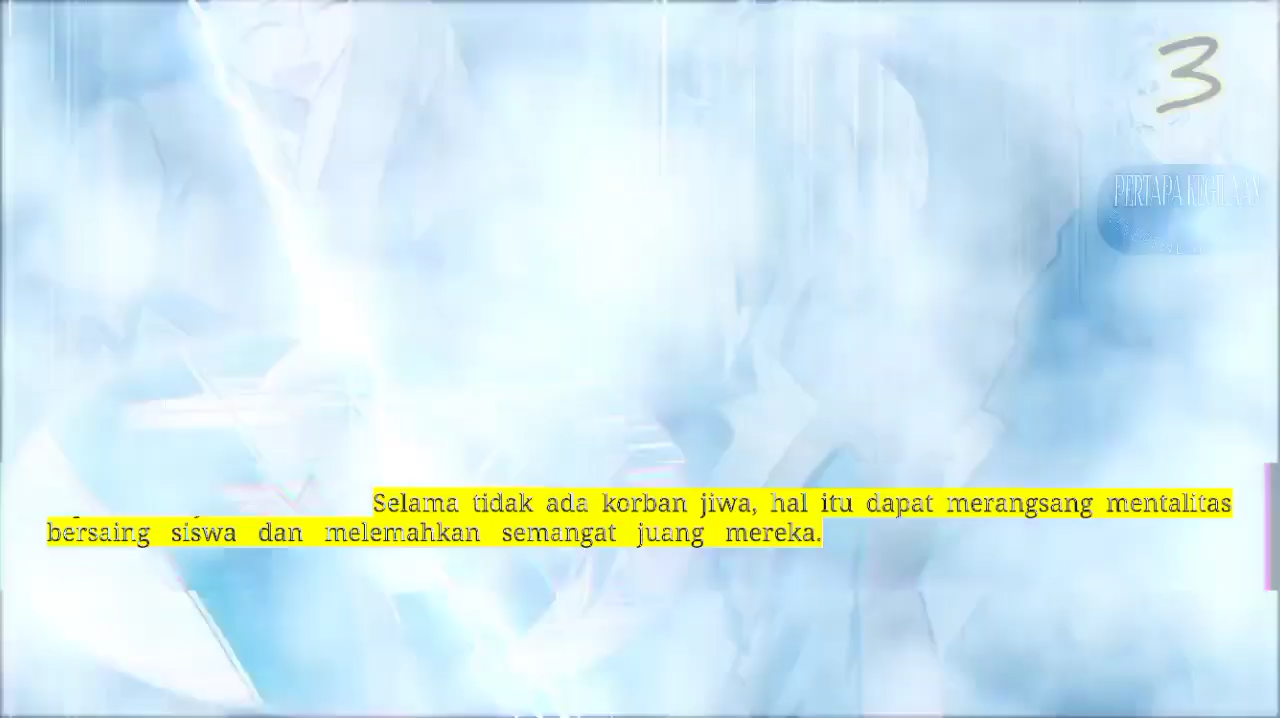 3
PERTAPA KEGILAAN
Selama tidak ada korban jiwa, hal itu dapat merangsang mentalitas
bersaing siswa dan melemahkan semangat juang mereka.